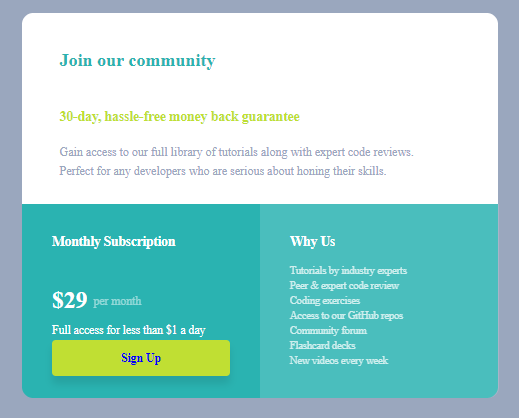 Join our community
30-day, hassle-free money back guarantee
Gain access to our full library of tutorials along with expert code reviews.
Perfect for any developers who are serious about honing their skills.
Monthly Subscription
$29 per month
Full access for less than $1 a day
Sign Up
Why Us
Tutorials by industry experts
Peer & expert code review
Coding exercises
Access to our GitHub repos
Community forum
Flashcard decks
New videos every week